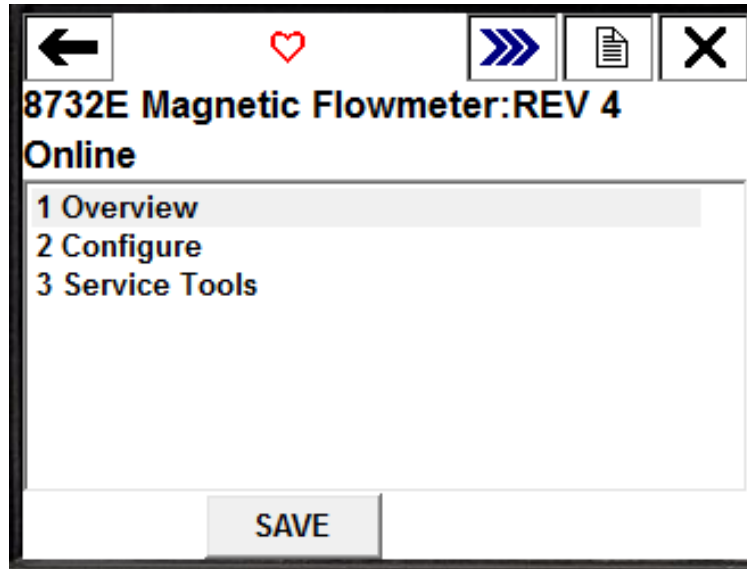 8732E Magnetic Flowmeter:REV 4
Online
1 Overview
2 Configure
3 Service Tools
SAVE